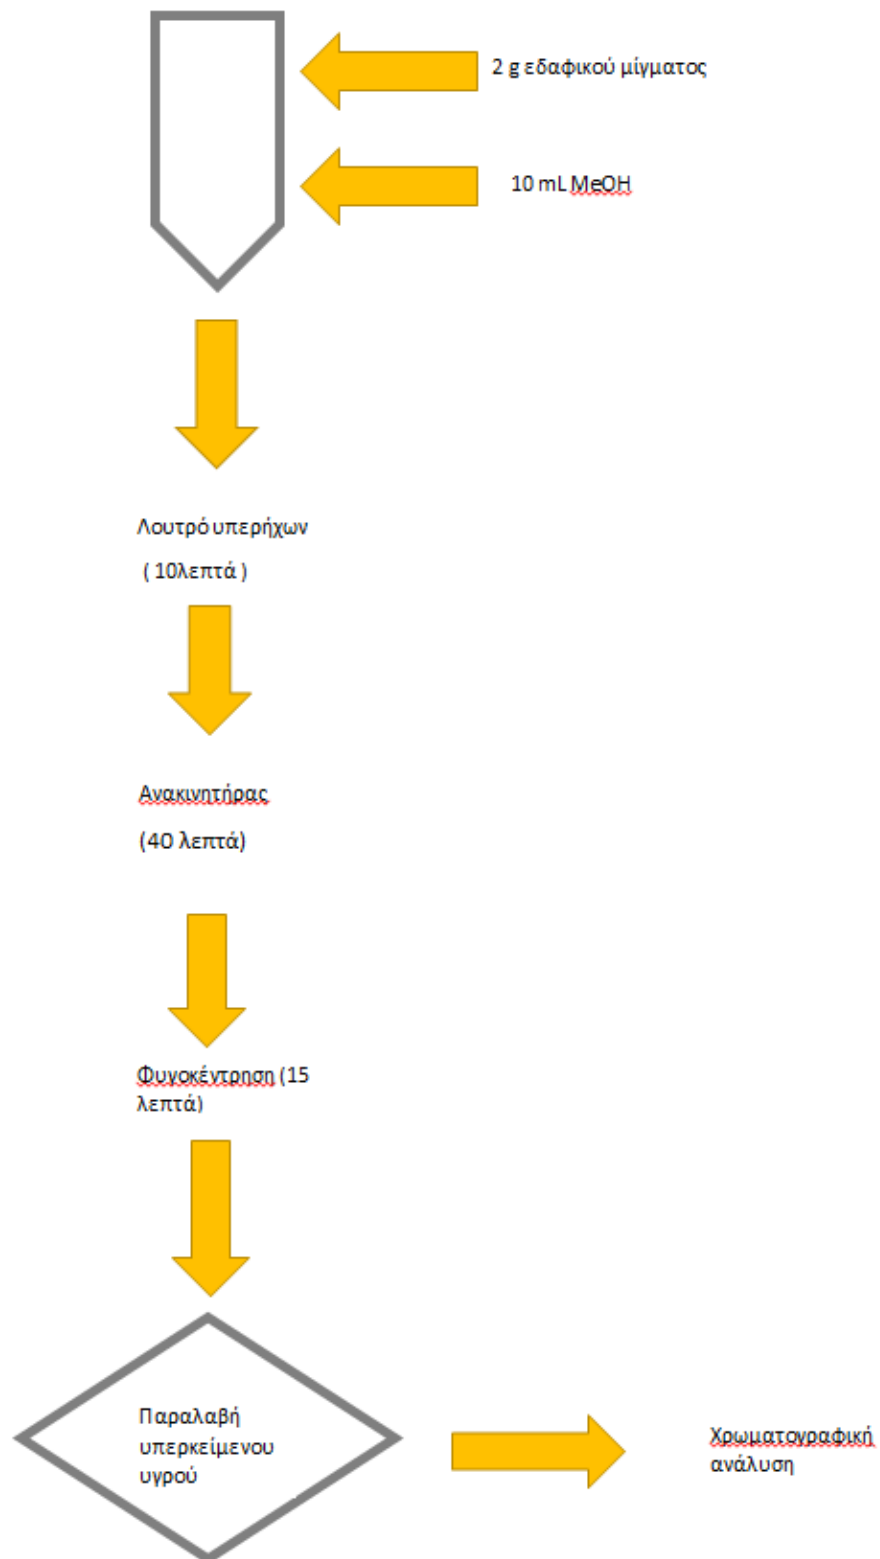 2 g εδαφικού μίγματος
10 mL MeOH
Λουτρό υπερήχων
( 10λεπτά )
Ανακινητήρας
(40 λεπτά)
Φυγοκέντρηση (15
λεπτά)
Παραλαβή
υπερκείμενου
υγρού
Χρωματογραφική
ανάλυση